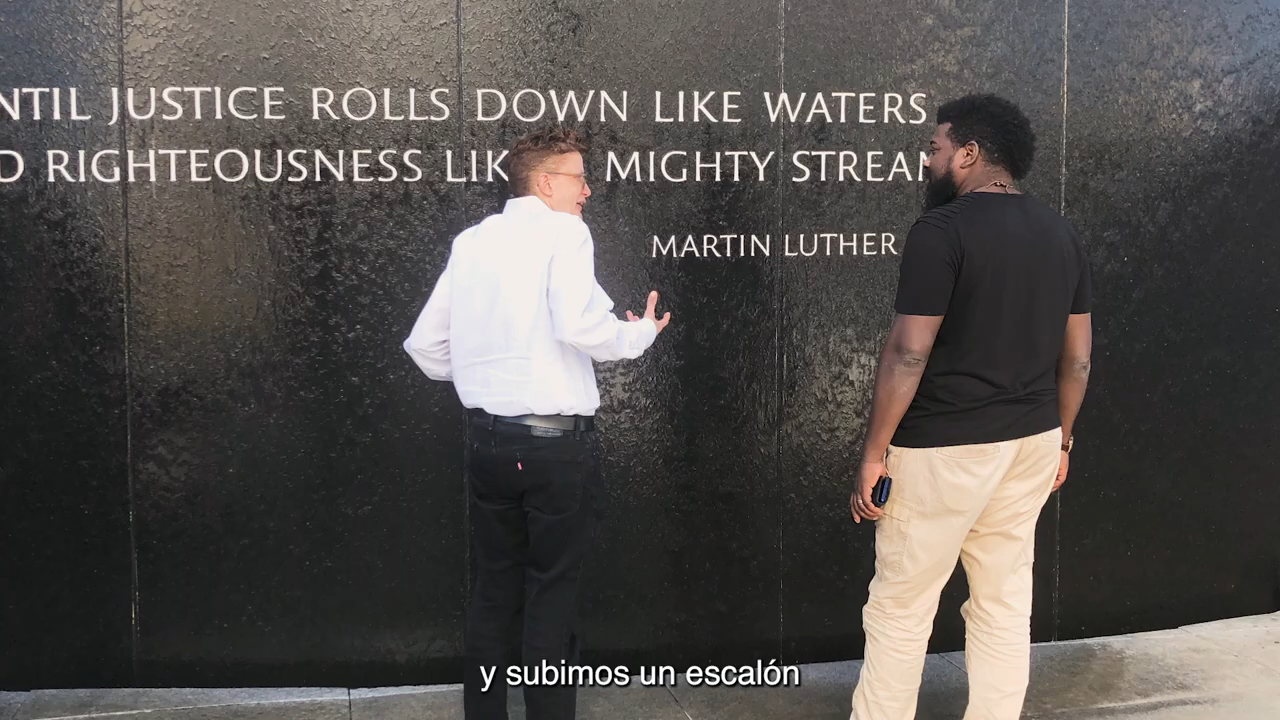 NTIL JUSTICE ROLLS DOWN LIKE WATERS
D RIGHTEOUSNESS LIK MIGHTY STREAM
MARTIN LUTHER
y subimos un escalón